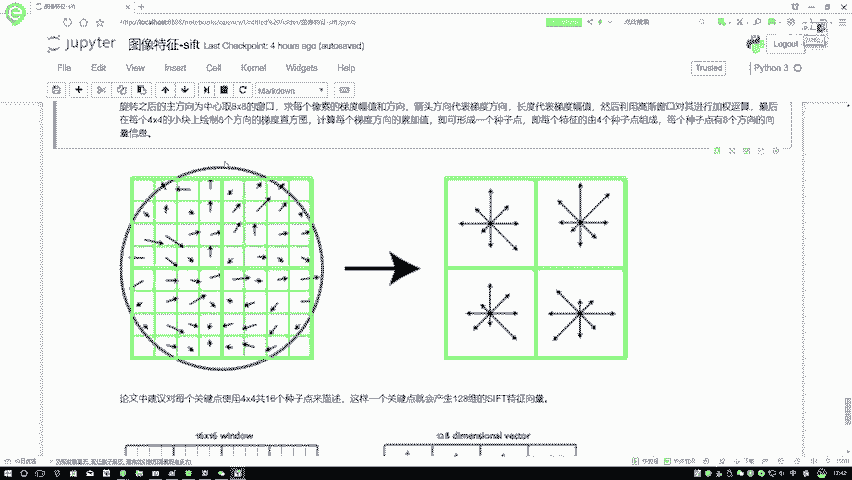 图像特征-sift
https://localhost:8888/notebooks/opencv
jupyter 图像特征-sift Last Checkpoint: 4 hours ago (autosaved)
Logout
File Edit View Insert Cell Kernel Widgets Help
Trusted
Python 3
Markdown
旋转之后的主方向为中心取8x8的窗口，求每个像素的梯度幅值和方向，箭头方向代表梯度方向，长度代表梯度幅值，然后利用高斯窗口对其进行加权运算，最后
在每个4x4的小块上绘制8个方向的梯度直方图，计算每个梯度方向的累加值，即可形成一个种子点，即每个特征的由4个种子点组成，每个种子点有8个方向的向
量信息。
论文中建议对每个关键点使用4x4共16个种子点来描述，这样一个关键点就会产生128维的SIFT特征向量。
16x16 window
128 dimensional vector
17:42